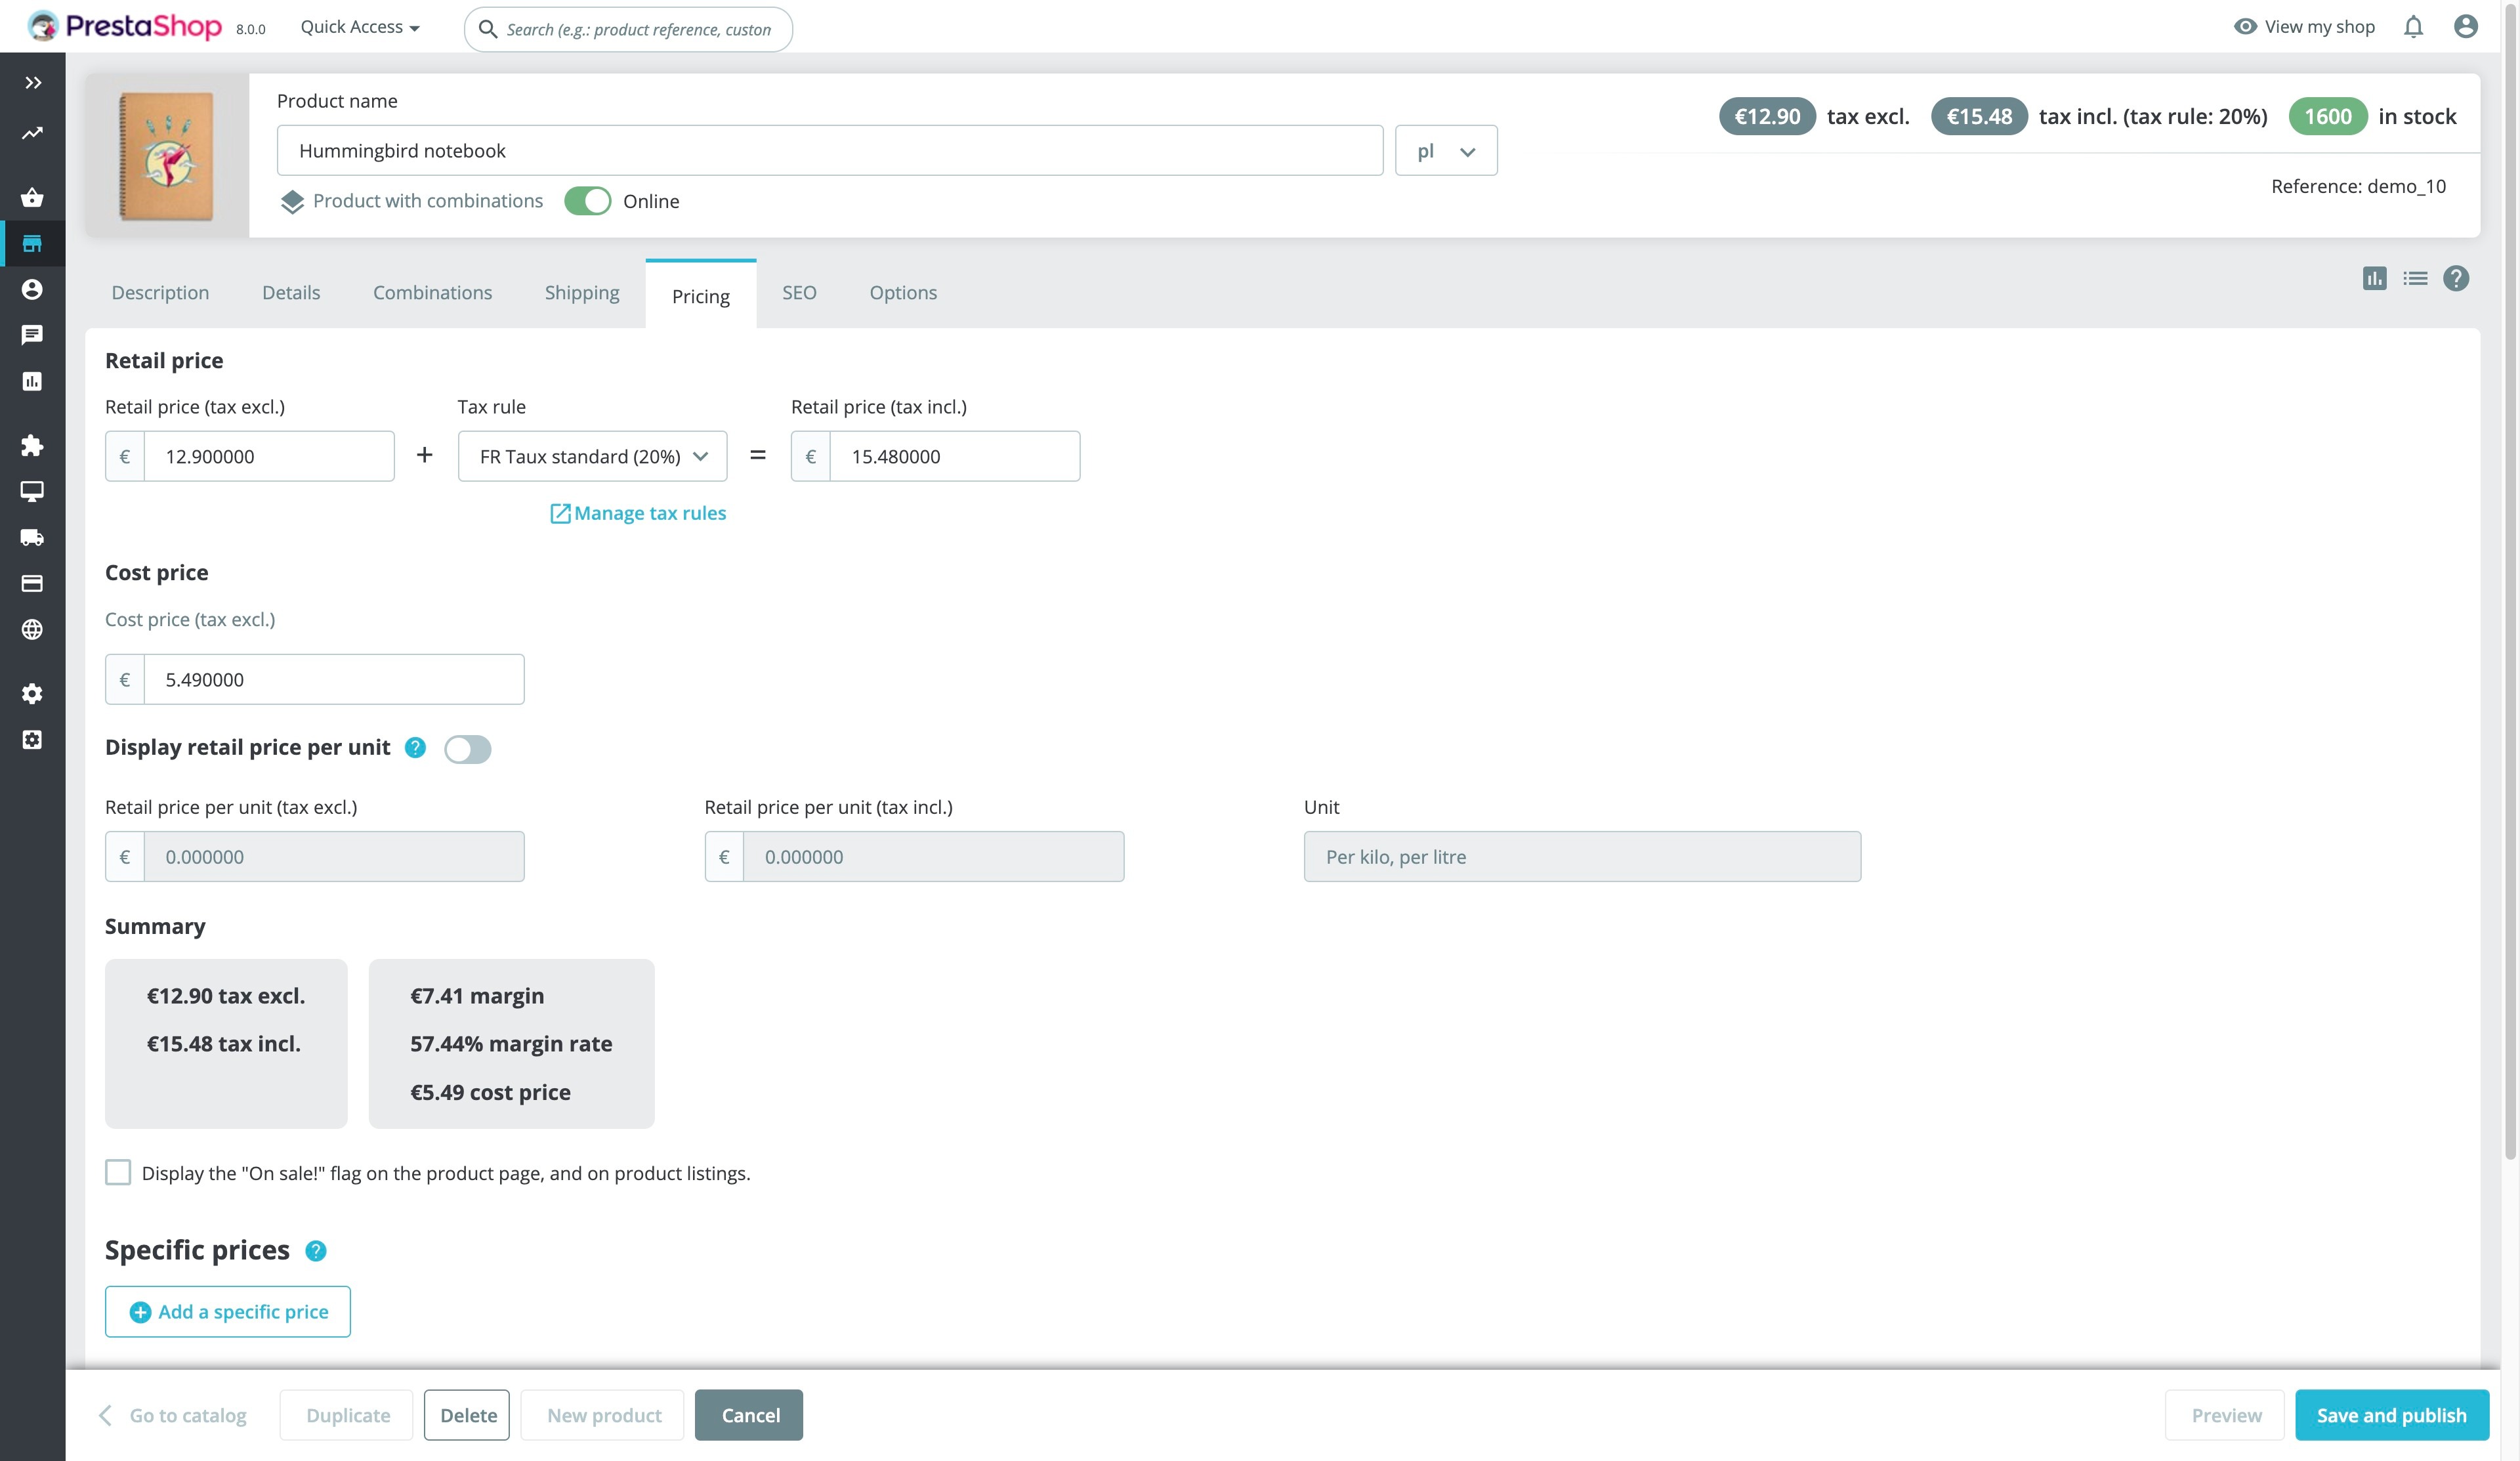 PrestaShop 8.0.0 Quick Access Search (e.g.: product reference, custon View my shop
Product name
€12.90 tax excl. €15.48 tax incl. (tax rule: 20%) 1600 in stock
Hummingbird notebook pl
Reference: demo_10
Product with combinations Online
Description Details Combinations Shipping Pricing SEO Options
Retail price
Retail price (tax excl.) Tax rule Retail price (tax incl.)
€ 12.900000 + FR Taux standard (20%) = € 15.480000
Manage tax rules
Cost price
Cost price (tax excl.)
€ 5.490000
Display retail price per unit ?
Retail price per unit (tax excl.) Retail price per unit (tax incl.) Unit
€ 0.000000 € 0.000000 Per kilo, per litre
Summary
€12.90 tax excl. €7.41 margin
€15.48 tax incl. 57.44% margin rate
€5.49 cost price
Display the "On sale!" flag on the product page, and on product listings.
Specific prices ?
Add a specific price
Go to catalog Duplicate Delete New product Cancel Preview Save and publish